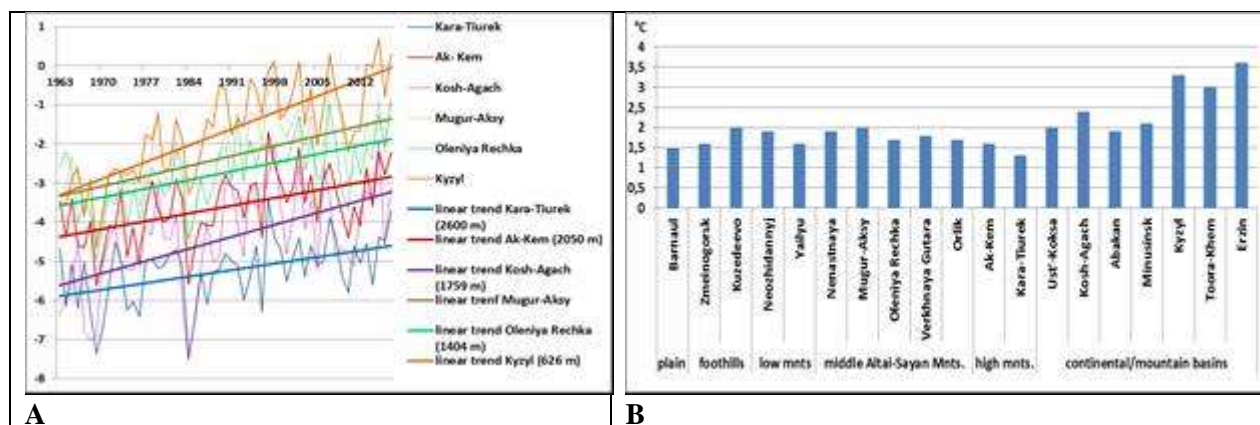 1
0
-1
-2
-3
-4
-5
-6
-7
-8
1963 1970 1977 1984 1991 1998 2005 2012
Kara-Tiurek
Ak- Kem
Kosh-Agach
Mugur-Aksy
Oleniya Rechka
Kyzyl
linear trend Kara-Tiurek
(2600 m)
linear trend Ak-Kem (2050 m)
linear trend Kosh-Agach
(1759 m)
linear trenf Mugur-Aksy
linear trend Oleniya Rechka
(1404 m)
linear trend Kyzyl (626 m)
A
°C
4
3,5
3
2,5
2
1,5
1
0,5
0
Barnaul
Zmeinogorsk
Kuzedeevo
Neozhidannyj
Yailyu
Nenastnaya
Mugur-Aksy
Oleniya Rechka
Verkhnaya Gutara
Orlik
Ak-Kem
Kara-Tiurek
Ust'-Koksa
Kosh-Agach
Abakan
Minusinsk
Kyzyl
Toora-Khem
Erzin
plain foothills low mnts middle Altai-Sayan Mnts. high mnts. continental/mountain basins
B